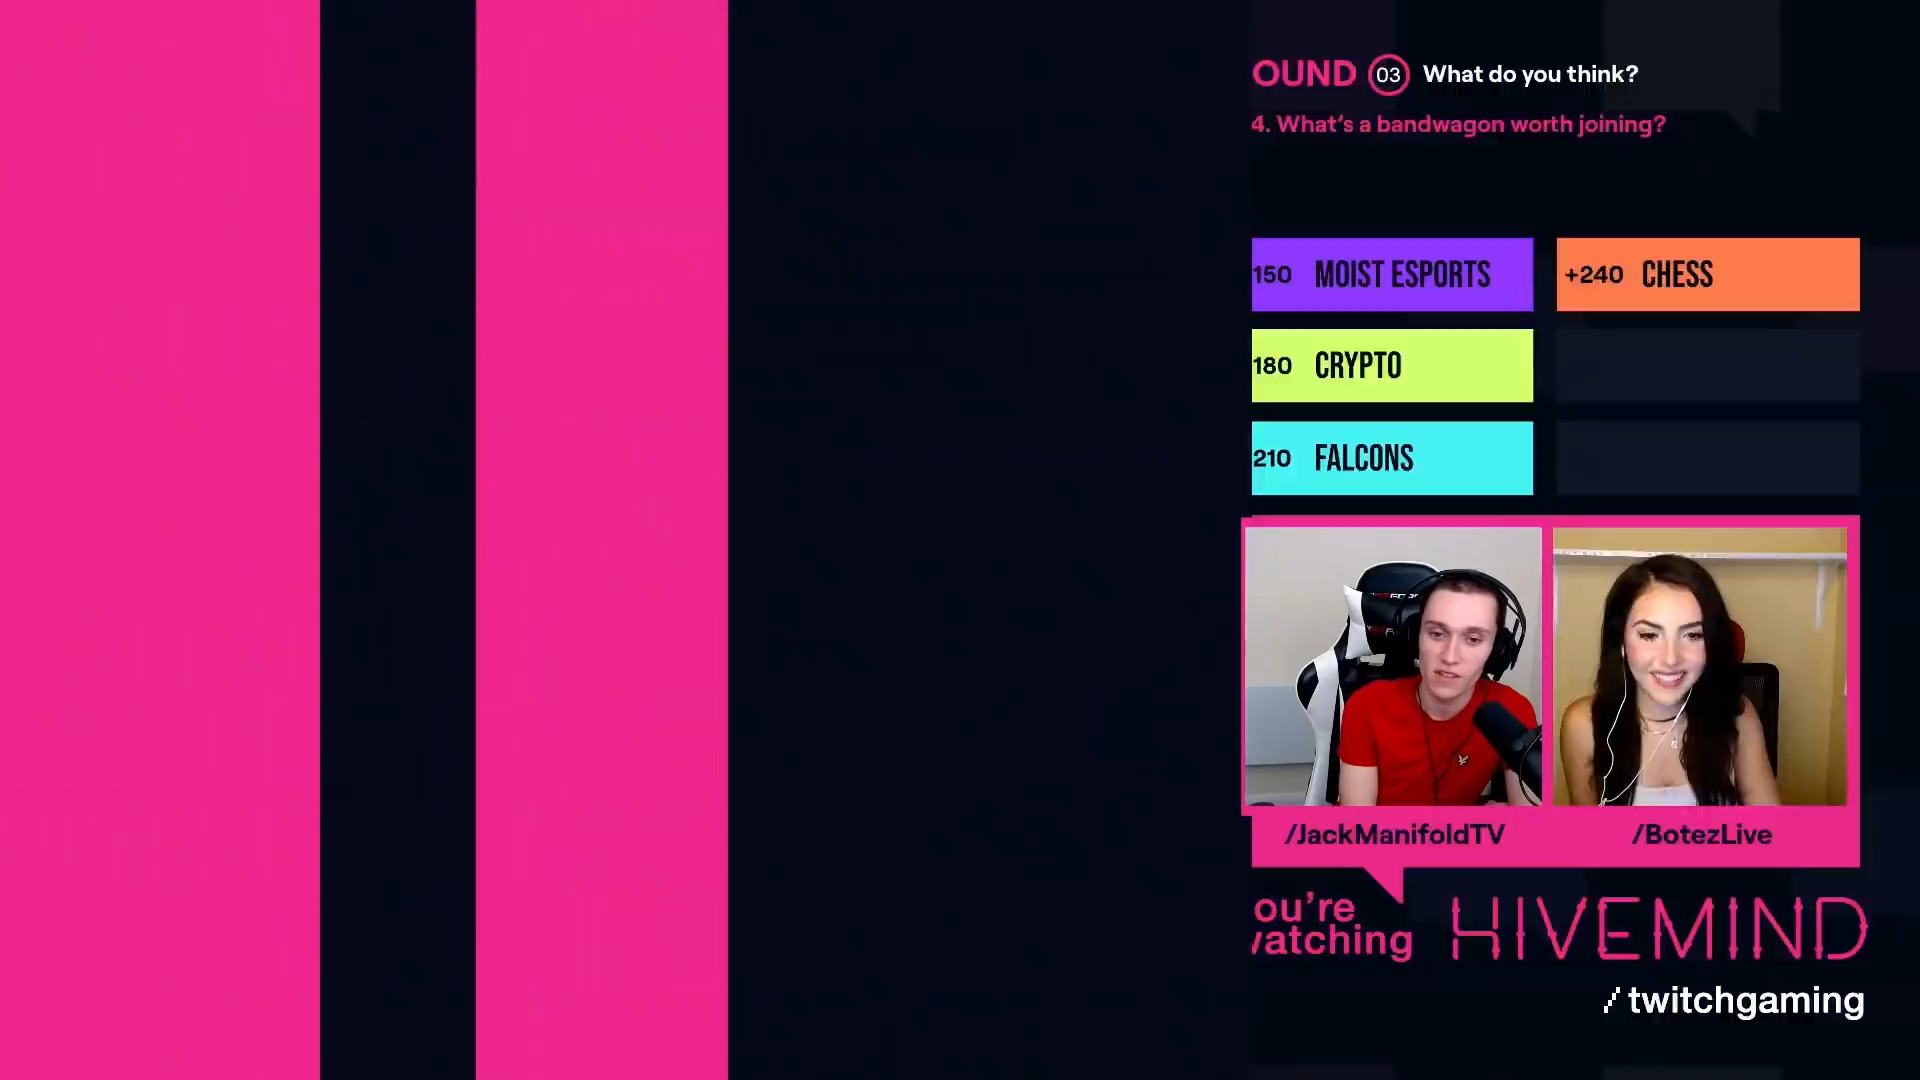 OUND 03 What do you think?
4. What's a bandwagon worth joining?
150 MOIST ESPORTS
+240 CHESS
180 CRYPTO
210 FALCONS
/JackManifoldTV
/BotezLive
ou're
vatching
HIVEMIND
/twitchgaming